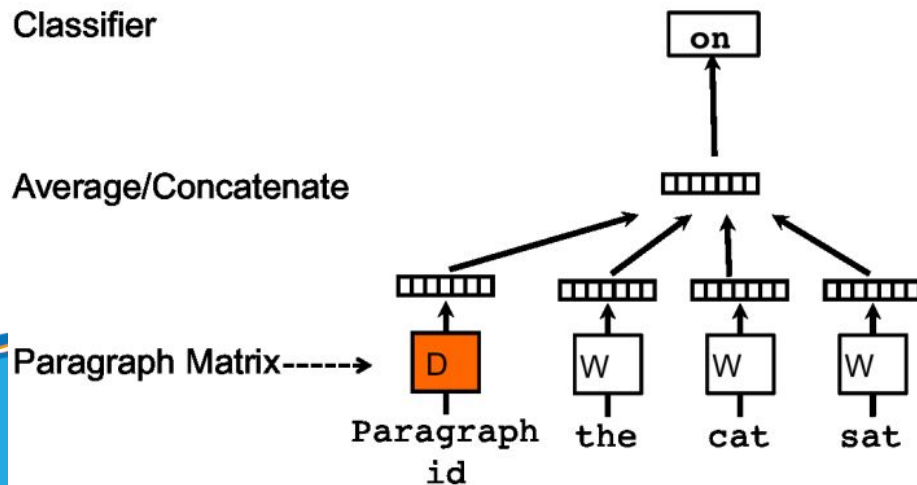 Classifier
on
Average/Concatenate
Paragraph Matrix---->
D
W
W
W
Paragraph
id
the
cat
sat